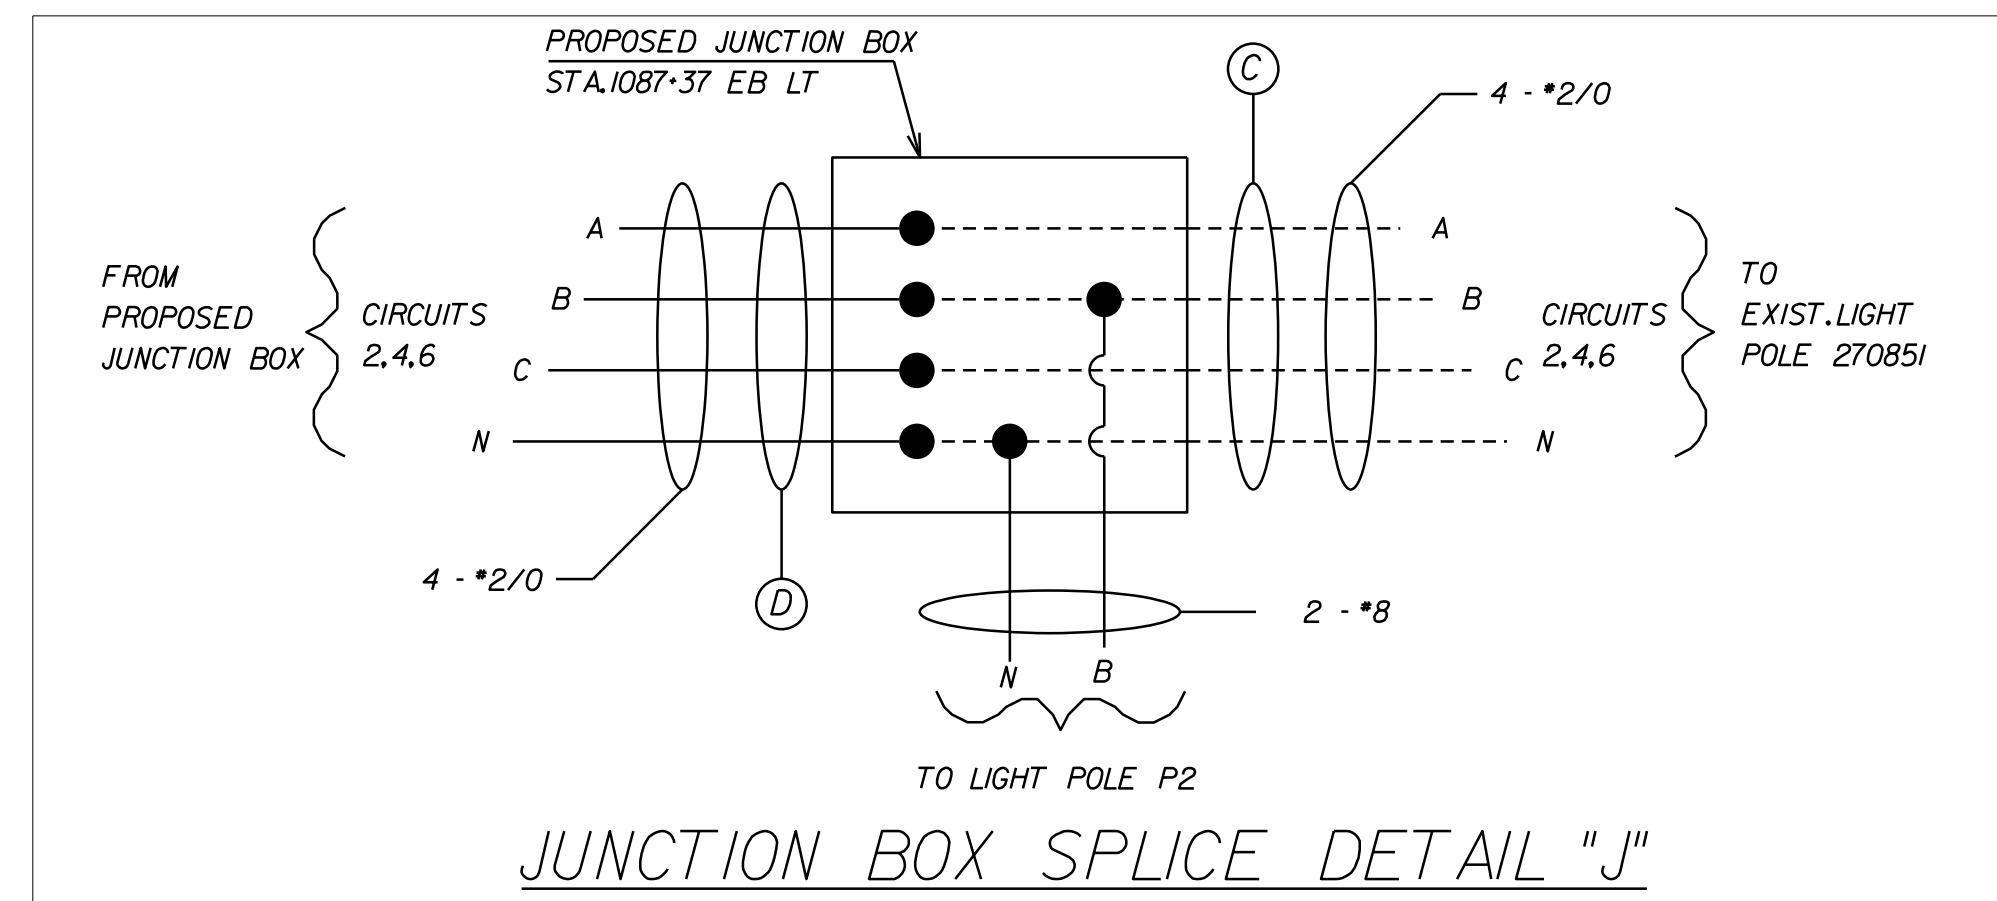 PROPOSED JUNCTION BOX
STA.1087+37 EB LT
C
4 - #2/0
A
A
FROM
PROPOSED
JUNCTION BOX
CIRCUITS
2,4,6
B
B
CIRCUITS
2,4,6
TO
EXIST.LIGHT
POLE 270851
C
C
N
N
4 - #2/0
D
2 - #8
N
B
TO LIGHT POLE P2
JUNCTION BOX SPLICE DETAIL "J"